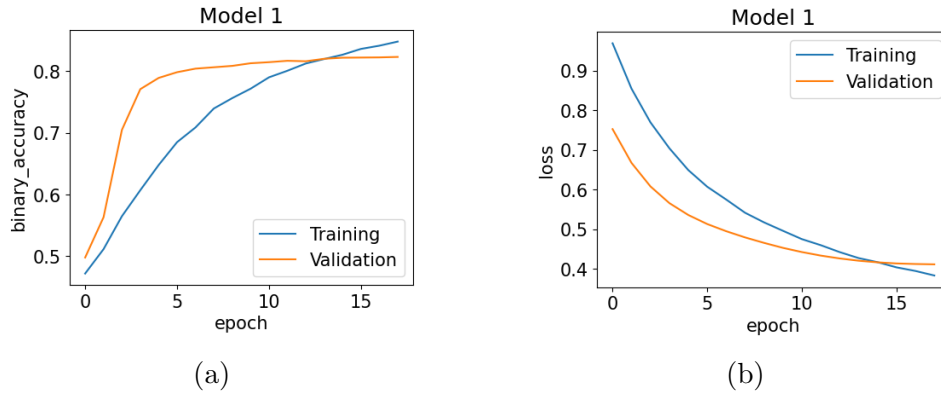 Model 1
binary_accuracy
0.8
0.7
0.6
0.5
Training
Validation
0
5
10
15
epoch
(a)
Model 1
loss
0.9
0.8
0.7
0.6
0.5
0.4
Training
Validation
0
5
10
15
epoch
(b)